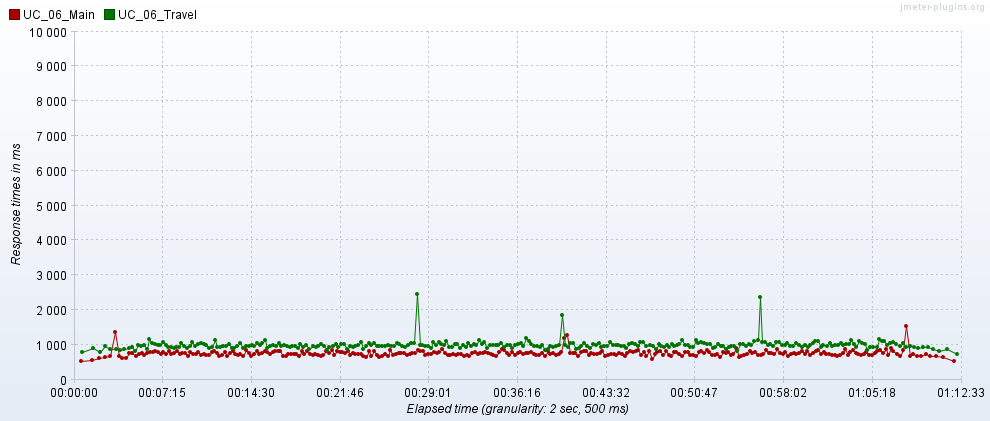 UC_06_Main UC_06_Travel
jmeter-plugins.org
10 000
9 000
8 000
7 000
6 000
5 000
4 000
3 000
2 000
1 000
0
Response times in ms
00:00:00 00:07:15 00:14:30 00:21:46 00:29:01 00:36:16 00:43:32 00:50:47 00:58:02 01:05:18 01:12:33
Elapsed time (granularity: 2 sec, 500 ms)